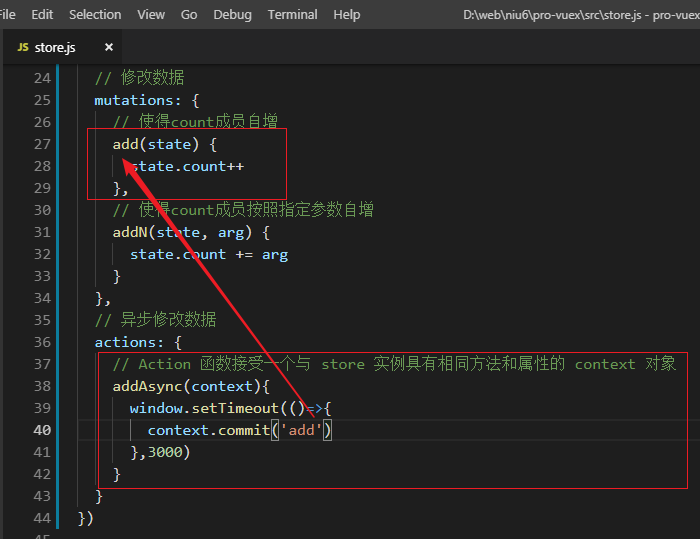 File Edit Selection View Go Debug Terminal Help D:\web\niu6\pro-vuex\src\store.js - pro-vuex
JS store.js ×
24 // 修改数据
25 mutations: {
26 // 使得count成员自增
27 add(state) {
28 state.count++
29 },
30 // 使得count成员按照指定参数自增
31 addN(state, arg) {
32 state.count += arg
33 }
34 },
35 // 异步修改数据
36 actions: {
37 // Action 函数接受一个与 store 实例具有相同方法和属性的 context 对象
38 addAsync(context){
39 window.setTimeout(()=>{
40 context.commit('add')
41 },3000)
42 }
43 }
44 })
45